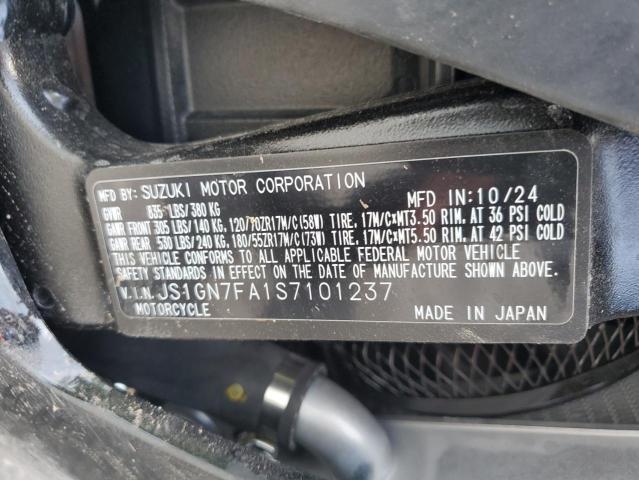 MFD BY: SUZUKI MOTOR CORPORATION MFD IN: 10/24
GVWR 835 LBS/380 KG
GAWR FRONT 305 LBS/140 KG, 120/70ZR17M/C(58W) TIRE, 17M/C×MT3.50 RIM, AT 36 PSI COLD
GAWR REAR 530 LBS/240 KG, 180/55ZR17M/C(73W) TIRE, 17M/C×MT5.50 RIM, AT 42 PSI COLD
THIS VEHICLE CONFORMS TO ALL APPLICABLE FEDERAL MOTOR VEHICLE
SAFETY STANDARDS IN EFFECT ON THE DATE OF MANUFACTURE SHOWN ABOVE.
V.I.N. JS1GN7FA1S7101237
MOTORCYCLE MADE IN JAPAN